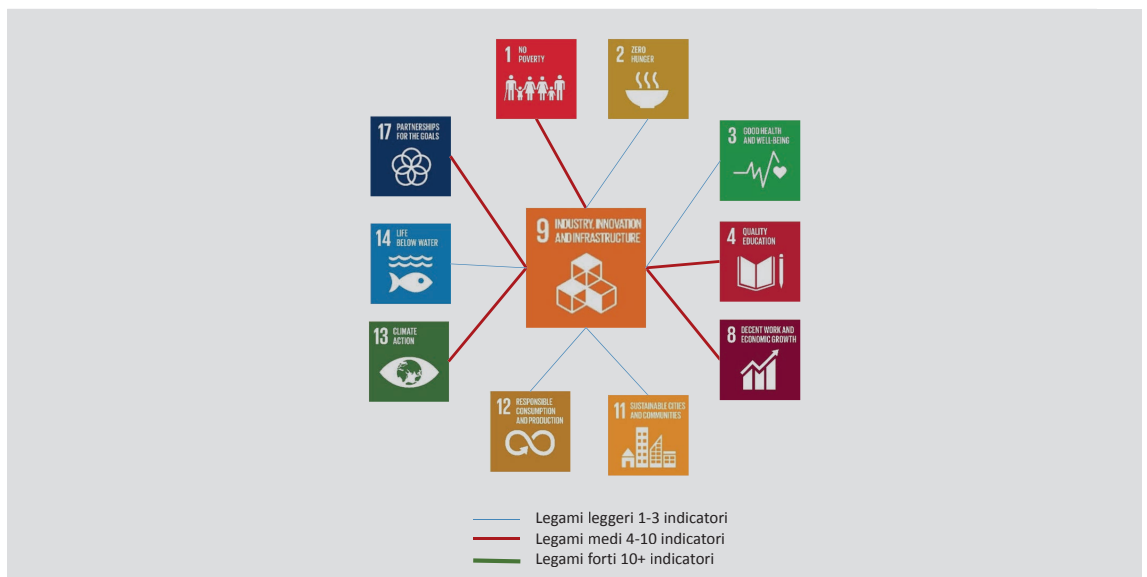 1 NO
POVERTY
2 ZERO
HUNGER
17 PARTNERSHIPS
FOR THE GOALS
3 GOOD HEALTH
AND WELL-BEING
9 INDUSTRY, INNOVATION
AND INFRASTRUCTURE
14 LIFE
BELOW WATER
4 QUALITY
EDUCATION
13 CLIMATE
ACTION
8 DECENT WORK AND
ECONOMIC GROWTH
12 RESPONSIBLE
CONSUMPTION
AND PRODUCTION
11 SUSTAINABLE CITIES
AND COMMUNITIES
Legami leggeri 1-3 indicatori
Legami medi 4-10 indicatori
Legami forti 10+ indicatori